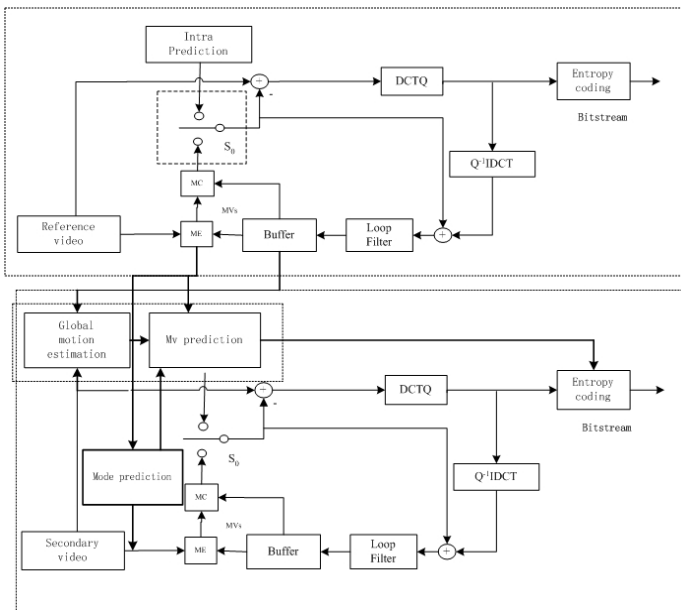 Intra
Prediction
+
-
DCTQ
Entropy
coding
Bitstream
S0
Q-1IDCT
MC
MVs
Reference
video
ME
Buffer
Loop
Filter
+
Global
motion
estimation
Mv prediction
+
-
DCTQ
Entropy
coding
Bitstream
S0
Mode prediction
Q-1IDCT
MC
MVs
Secondary
video
ME
Buffer
Loop
Filter
+